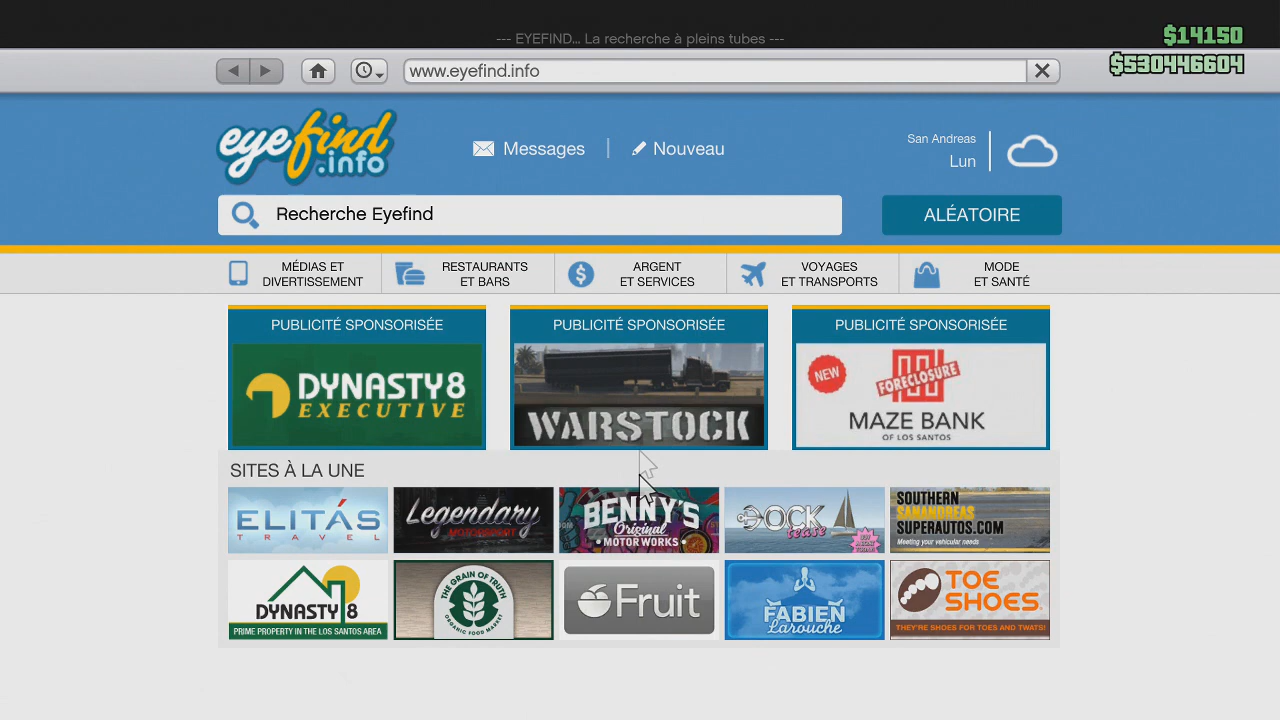 --- EYEFIND... La recherche à pleins tubes ---
$14150
$530446604
www.eyefind.info
eyefind
.info
Messages
Nouveau
San Andreas
Lun
Recherche Eyefind
ALÉATOIRE
MÉDIAS ET
DIVERTISSEMENT
RESTAURANTS
ET BARS
ARGENT
ET SERVICES
VOYAGES
ET TRANSPORTS
MODE
ET SANTÉ
PUBLICITÉ SPONSORISÉE
DYNASTY8
EXECUTIVE
PUBLICITÉ SPONSORISÉE
WARSTOCK
PUBLICITÉ SPONSORISÉE
NEW
FORECLOSURE
MAZE BANK
OF LOS SANTOS
SITES À LA UNE
ELITÁS
TRAVEL
Legendary
MOTORSPORT
BENNY'S
Original
MOTOR WORKS
DOCK
tease
SOUTHERN
SANANDREAS
SUPERAUTOS.COM
Meeting your vehicular needs
DYNASTY 8
PRIME PROPERTY IN THE LOS SANTOS AREA
THE GRAIN OF TRUTH
ORGANIC FOOD MARKET
Fruit
FABIEN
Larouche
TOE
SHOES
THEY'RE SHOES FOR TOES AND TWATS!